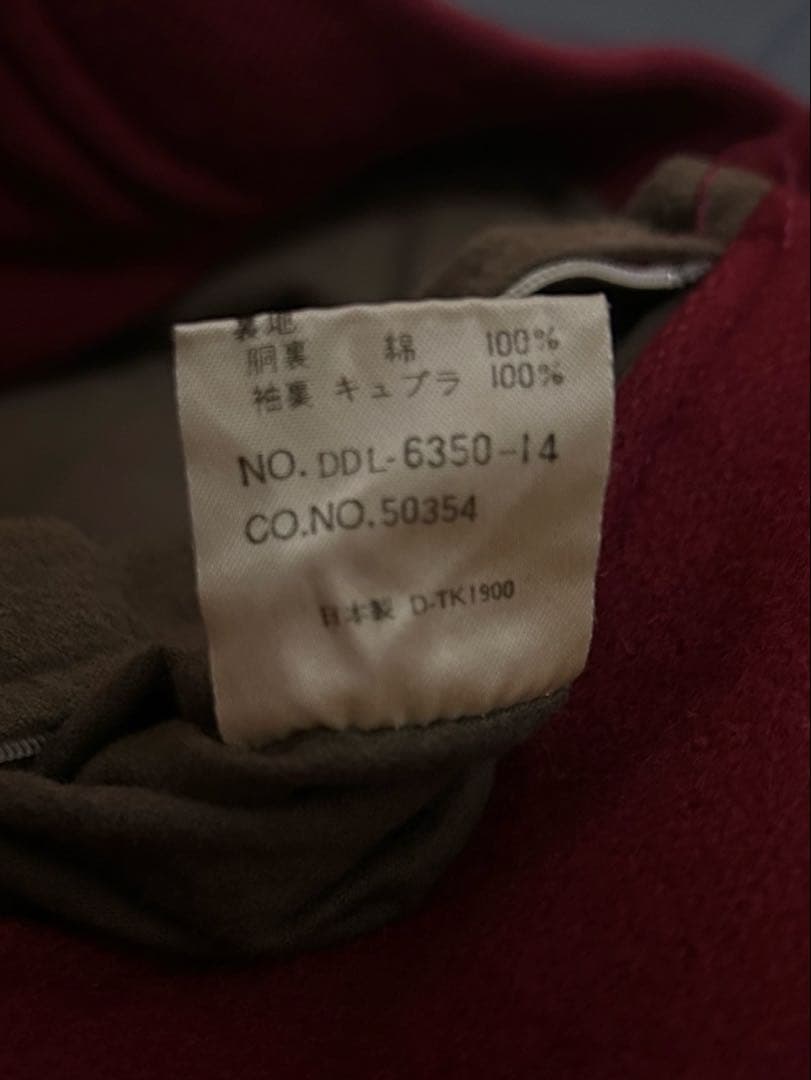 裏地
胴裏 綿 100%
袖裏 キュプラ 100%
NO. DDL-6350-14
CO.NO.50354
日本製 D-TK1900